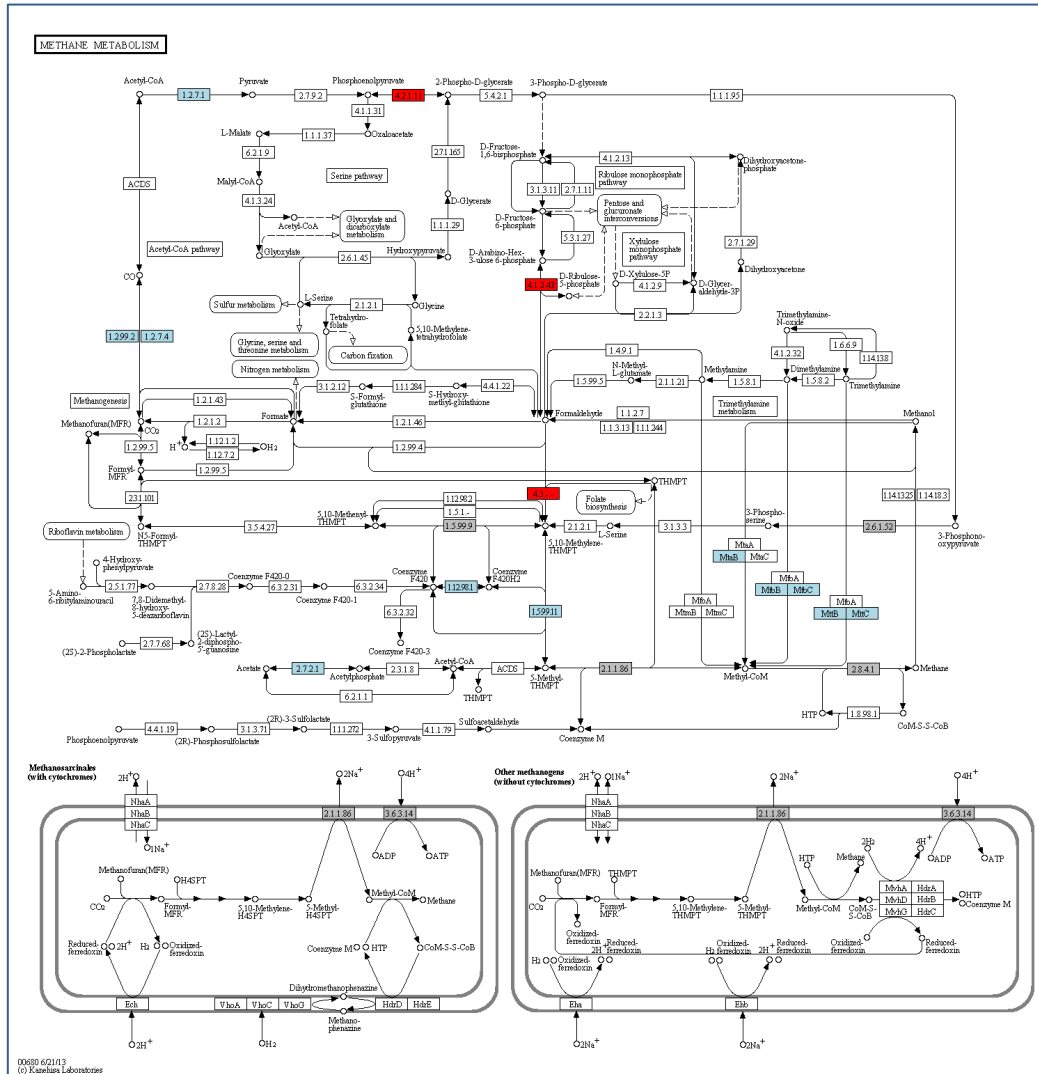 METHANE METABOLISM
Acetyl-CoA
Pyruvate
Phosphoenolpyruvate
2-Phospho-D-glycerate
3-Phospho-D-glycerate
1.2.7.1
2.7.9.2
4.2.1.11
5.4.2.1
1.1.1.95
4.1.1.31
L-Malate
1.1.1.37
Oxaloacetate
6.2.1.9
Serine pathway
2.7.1.165
D-Fructose-
1,6-bisphosphate
4.1.2.13
Dihydroxyacetone-
phosphate
Ribulose monophosphate
pathway
Malyl-CoA
ACDS
3.1.3.11
2.7.1.11
4.1.3.24
D-Glycerate
Pentose and
glucuronate
interconversions
Acetyl-CoA
Glyoxylate and
dicarboxylate
metabolism
D-Fructose-
6-phosphate
1.1.1.29
5.3.1.27
Xylulose
monophosphate
pathway
2.7.1.29
Acetyl-CoA pathway
Glyoxylate
2.6.1.45
Hydroxypyruvate
D-Arabino-Hex-
3-ulose 6-phosphate
Dihydroxyacetone
CO
4.1.2.43
D-Ribulose-
5-phosphate
D-Xylulose-5P
4.1.2.9
D-Glycer-
aldehyde-3P
Sulfur metabolism
L-Serine
2.1.2.1
Glycine
2.2.1.3
Tetrahydro-
folate
5,10-Methylene-
tetrahydrofolate
Trimethylamine-
N-oxide
1.2.99.2
1.2.7.4
Glycine, serine and
threonine metabolism
Carbon fixation
1.4.9.1
4.1.2.32
1.6.6.9
1.14.13.8
Nitrogen metabolism
N-Methyl-
L-glutamate
Methylamine
Dimethylamine
3.1.2.12
1.1.1.284
4.4.1.22
1.5.99.5
2.1.1.21
1.5.8.1
1.5.8.2
Trimethylamine
S-Formyl-
glutathione
S-Hydroxy-
methyl-glutathione
Methanogenesis
1.2.1.43
Trimethylamine
metabolism
Methanofuran(MFR)
CO2
1.2.1.2
Formate
1.2.1.46
Formaldehyde
1.1.2.7
1.1.3.13
1.1.1.244
Methanol
H+
1.12.1.2
1.12.7.2
H2
1.2.99.5
1.2.99.4
Formyl-
MFR
1.2.99.5
2.3.1.101
THMPT
1.12.98.2
4.3.-.-
Folate
biosynthesis
1.14.13.25
1.14.18.3
Riboflavin metabolism
5,10-Methenyl-
THMPT
1.5.1.-
3-Phospho-
serine
3.5.4.27
1.5.99.9
2.1.2.1
3.1.3.3
2.6.1.52
N5-Formyl-
THMPT
5,10-Methylene-
THMPT
L-Serine
3-Phosphono-
oxypyruvate
4-Hydroxy-
phenylpyruvate
MtaA
MtaB
MtaC
Coenzyme F420-0
Coenzyme
F420
Coenzyme
F420H2
2.5.1.77
2.7.8.28
6.3.2.31
6.3.2.34
1.12.98.1
MtbA
MtbB
MtbC
5-Amino-
6-ribitylaminouracil
7,8-Didemethyl-
8-hydroxy-
5-deazariboflavin
Coenzyme F420-1
6.3.2.32
1.5.99.11
MtbA
MtmB
MtmC
MtbA
MttB
MttC
2.7.7.68
(2S)-Lactyl-
2-diphospho-
5'-guanosine
(2S)-2-Phospholactate
Coenzyme F420-3
Acetate
2.7.2.1
Acetylphosphate
2.3.1.8
Acetyl-CoA
ACDS
2.1.1.86
2.8.4.1
Methane
THMPT
5-Methyl-
THMPT
Methyl-CoM
6.2.1.1
HTP
1.8.98.1
CoM-S-S-CoB
4.4.1.19
3.1.3.71
(2R)-3-Sulfolactate
1.1.1.272
4.1.1.79
Sulfoacetaldehyde
Phosphoenolpyruvate
(2R)-Phosphosulfolactate
3-Sulfopyruvate
Coenzyme M
Methanosarcinales
(with cytochromes)
2H+
2Na+
4H+
NhaA
NhaB
NhaC
2.1.1.86
3.6.3.14
1Na+
ADP
ATP
Methanofuran(MFR)
H4SPT
Methyl-CoM
Methane
CO2
Formyl-
MFR
5,10-Methylene-
H4SPT
5-Methyl-
H4SPT
Reduced-
ferredoxin
2H+
H2
Oxidized-
ferredoxin
Coenzyme M
HTP
CoM-S-S-CoB
Dihydromethanophenazine
Ech
VhoA
VhoC
VhoG
HdrD
HdrE
Methano-
phenazine
2H+
H2
Other methanogens
(without cytochromes)
2H+
1Na+
2Na+
4H+
NhaA
NhaB
NhaC
2.1.1.86
3.6.3.14
2H2
4H+
ADP
ATP
HTP
Methane
Methanofuran(MFR)
THMPT
CO2
Formyl-
MFR
5,10-Methylene-
THMPT
5-Methyl-
THMPT
Methyl-CoM
CoM-S-
S-CoB
MvhA
HdrA
MvhD
HdrB
MvhG
HdrC
HTP
Coenzyme M
Oxidized-
ferredoxin
Reduced-
ferredoxin
Oxidized-
ferredoxin
Reduced-
ferredoxin
Oxidized-
ferredoxin
Reduced-
ferredoxin
H2
Oxidized-
ferredoxin
2H+
H2
2H+
Eha
Ehb
2Na+
2Na+
00680 6/21/13
(c) Kanehisa Laboratories